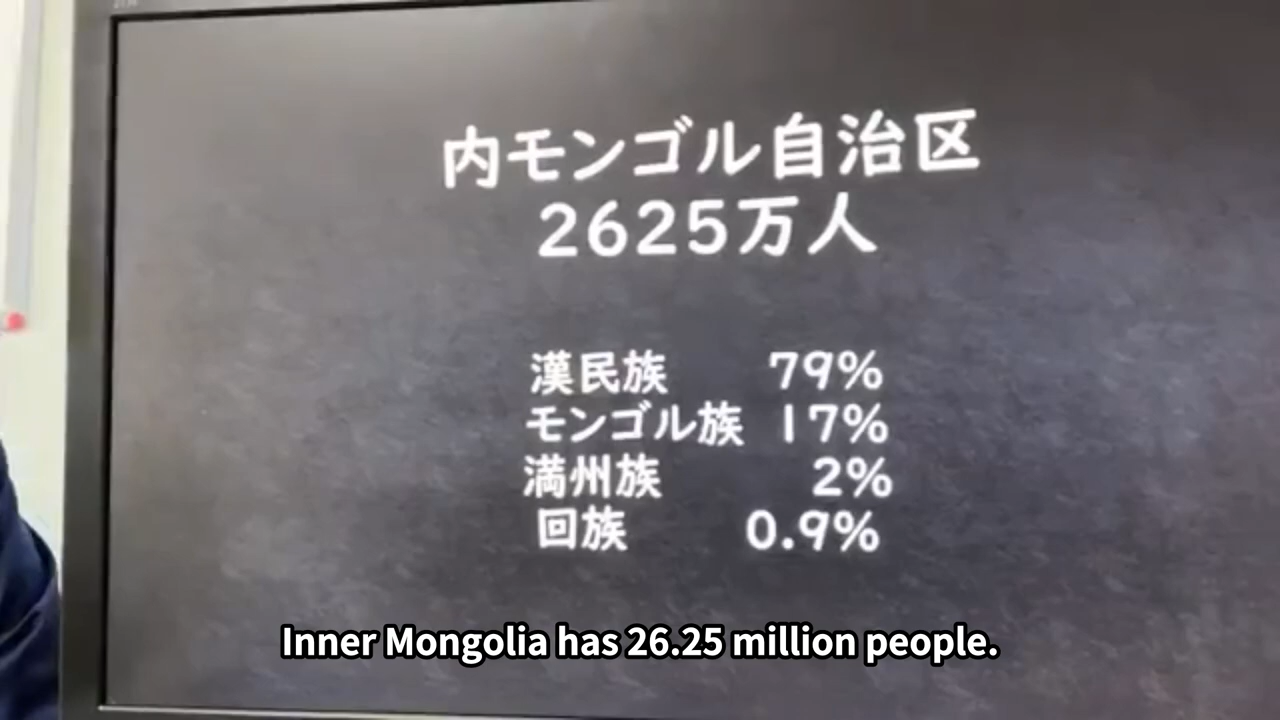 内モンゴル自治区
2625万人
漢民族 79%
モンゴル族 17%
満州族 2%
回族 0.9%
Inner Mongolia has 26.25 million people.